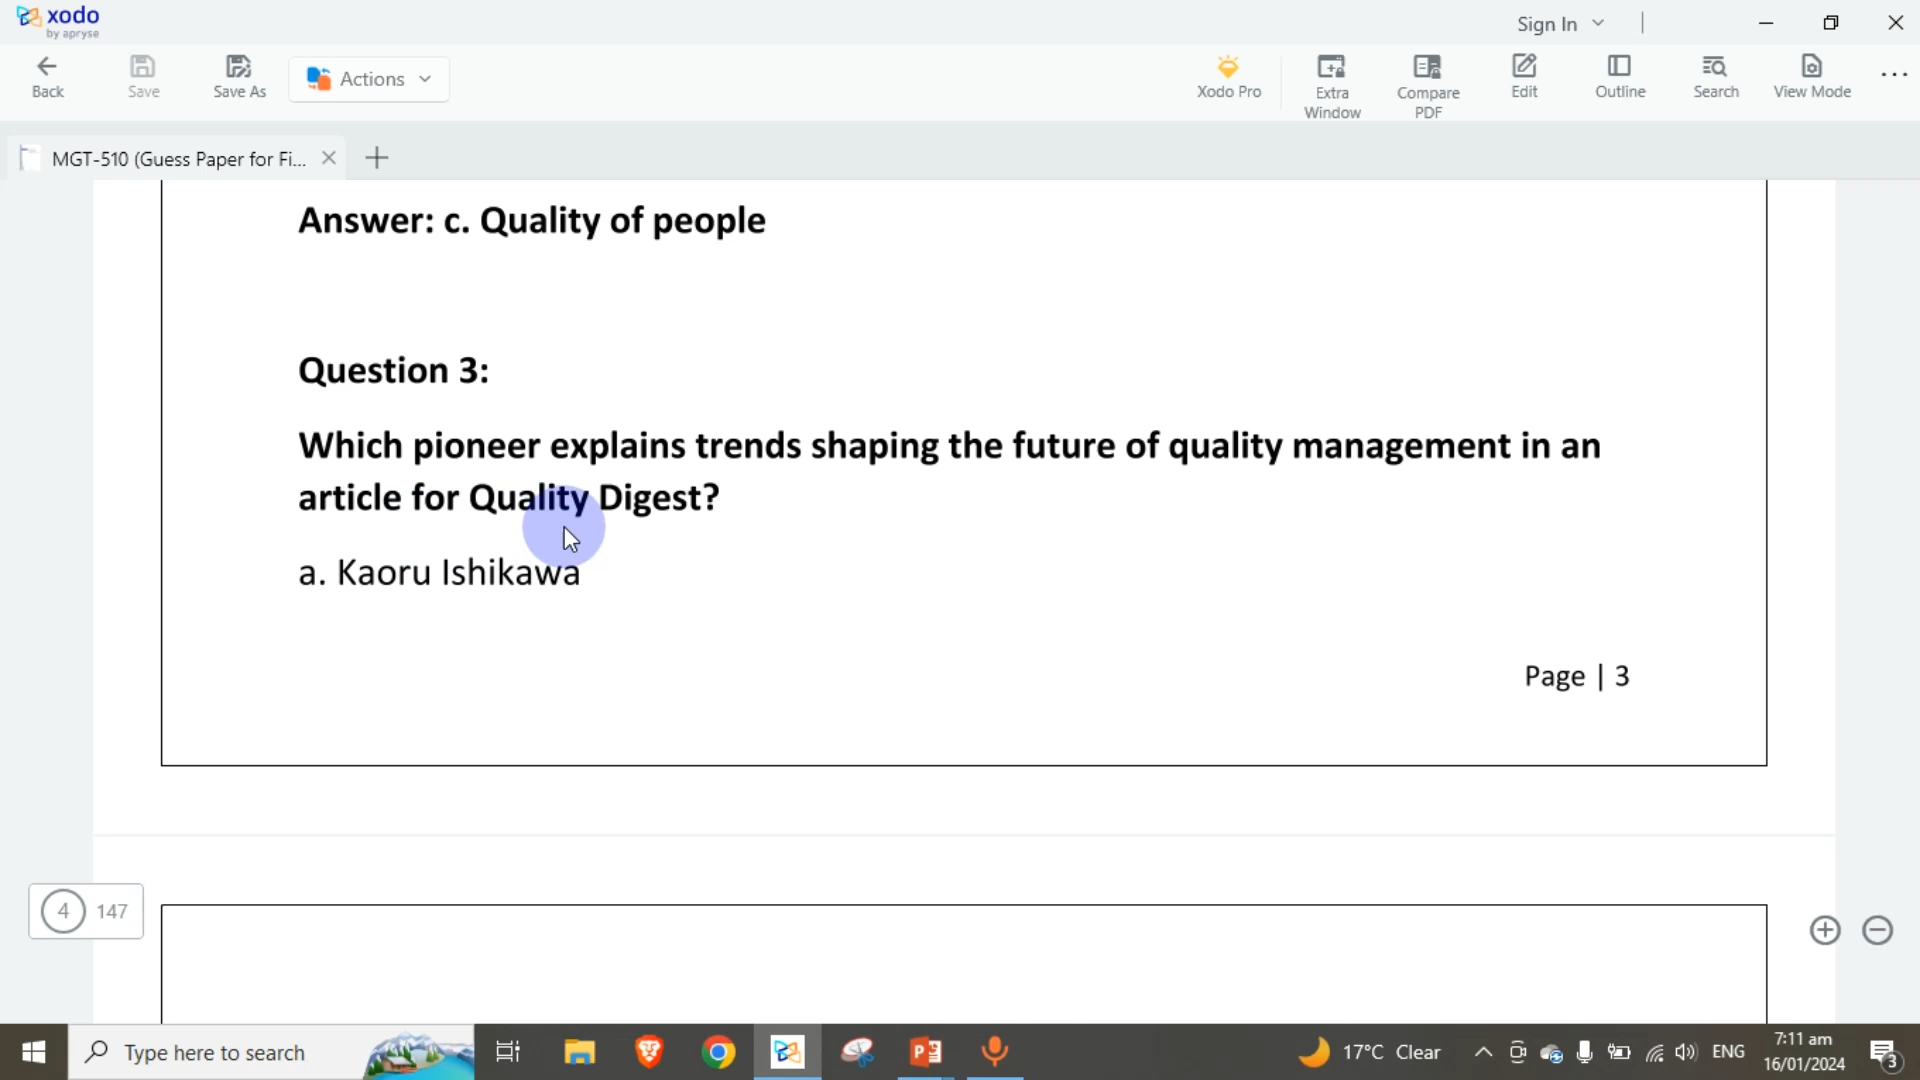 xodo
by apryse
Sign In
Back
Save
Save As
Actions
Xodo Pro
Extra
Window
Compare
PDF
Edit
Outline
Search
View Mode
MGT-510 (Guess Paper for Fi...
Answer: c. Quality of people
Question 3:
Which pioneer explains trends shaping the future of quality management in an
article for Quality Digest?
a. Kaoru Ishikawa
Page | 3
4 147
Type here to search
17°C Clear
ENG
7:11 am
16/01/2024
3